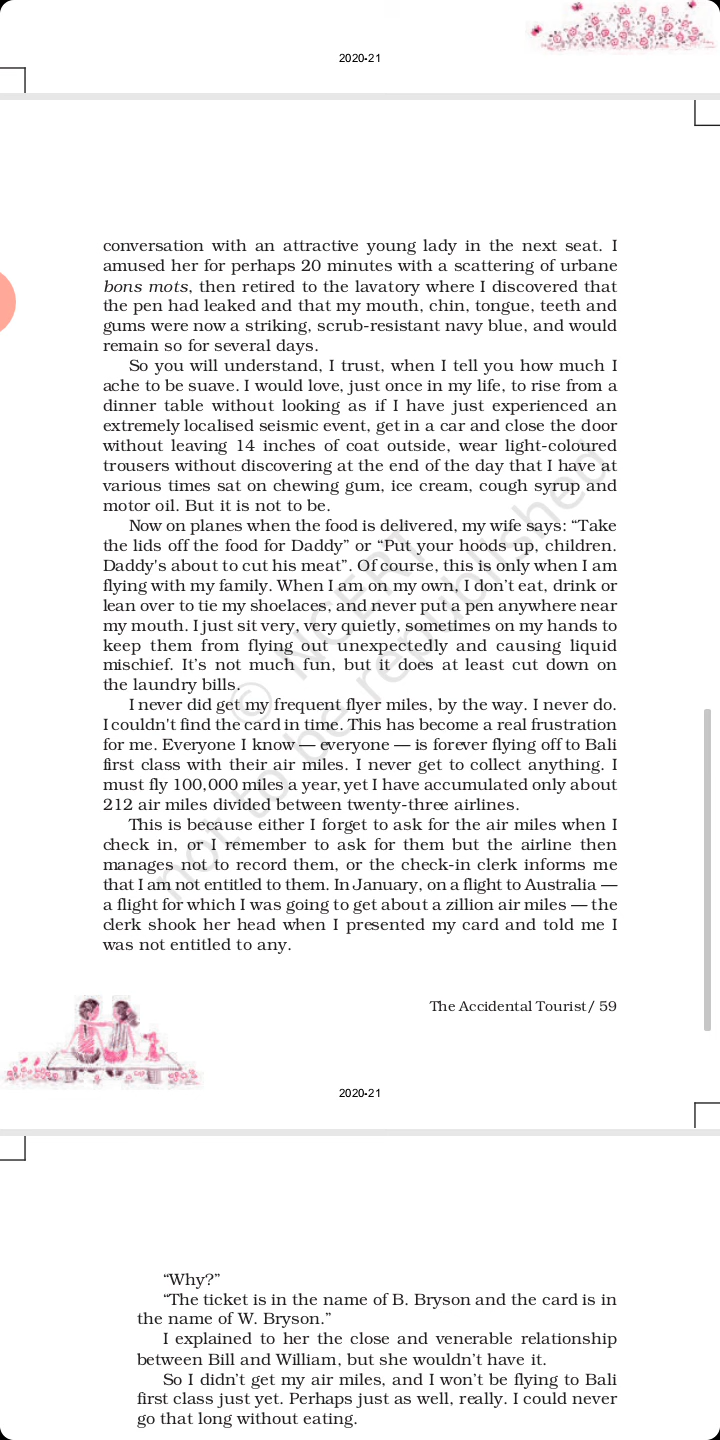 2020-21
conversation with an attractive young lady in the next seat. I
amused her for perhaps 20 minutes with a scattering of urbane
bons mots, then retired to the lavatory where I discovered that
the pen had leaked and that my mouth, chin, tongue, teeth and
gums were now a striking, scrub-resistant navy blue, and would
remain so for several days.
So you will understand, I trust, when I tell you how much I
ache to be suave. I would love, just once in my life, to rise from a
dinner table without looking as if I have just experienced an
extremely localised seismic event, get in a car and close the door
without leaving 14 inches of coat outside, wear light-coloured
trousers without discovering at the end of the day that I have at
various times sat on chewing gum, ice cream, cough syrup and
motor oil. But it is not to be.
Now on planes when the food is delivered, my wife says: “Take
the lids off the food for Daddy” or “Put your hoods up, children.
Daddy's about to cut his meat”. Of course, this is only when I am
flying with my family. When I am on my own, I don’t eat, drink or
lean over to tie my shoelaces, and never put a pen anywhere near
my mouth. I just sit very, very quietly, sometimes on my hands to
keep them from flying out unexpectedly and causing liquid
mischief. It’s not much fun, but it does at least cut down on
the laundry bills.
I never did get my frequent flyer miles, by the way. I never do.
I couldn't find the card in time. This has become a real frustration
for me. Everyone I know — everyone — is forever flying off to Bali
first class with their air miles. I never get to collect anything. I
must fly 100,000 miles a year, yet I have accumulated only about
212 air miles divided between twenty-three airlines.
This is because either I forget to ask for the air miles when I
check in, or I remember to ask for them but the airline then
manages not to record them, or the check-in clerk informs me
that I am not entitled to them. In January, on a flight to Australia —
a flight for which I was going to get about a zillion air miles — the
clerk shook her head when I presented my card and told me I
was not entitled to any.
© NCERT
not to be republished
The Accidental Tourist/ 59
2020-21
“Why?”
“The ticket is in the name of B. Bryson and the card is in
the name of W. Bryson.”
I explained to her the close and venerable relationship
between Bill and William, but she wouldn’t have it.
So I didn’t get my air miles, and I won’t be flying to Bali
first class just yet. Perhaps just as well, really. I could never
go that long without eating.